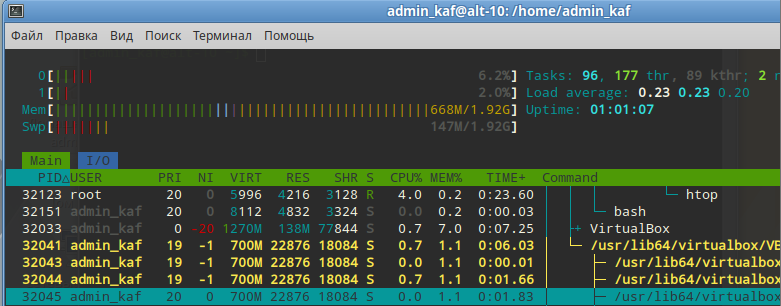 admin_kaf@alt-10: /home/admin_kaf
Файл Правка Вид Поиск Терминал Помощь
0[||||| 6.2%] Tasks: 96, 177 thr, 89 kthr; 2 r
1[|| 2.0%] Load average: 0.23 0.23 0.20
Mem[||||||||||||||||||||||||||||||||||||||||668M/1.92G] Uptime: 01:01:07
Swp[||||||| 147M/1.92G]
Main I/O
PID△USER PRI NI VIRT RES SHR S CPU% MEM% TIME+ Command
32123 root 20 0 5996 4216 3128 R 4.0 0.2 0:23.60 htop
32151 admin_kaf 20 0 8112 4832 3324 S 0.0 0.2 0:00.03 bash
32033 admin_kaf 0 -20 1270M 138M 77844 S 0.7 7.0 0:07.25 VirtualBox
32041 admin_kaf 19 -1 700M 22876 18084 S 0.7 1.1 0:06.03 /usr/lib64/virtualbox/VB
32043 admin_kaf 19 -1 700M 22876 18084 S 0.0 1.1 0:00.01 /usr/lib64/virtualbo
32044 admin_kaf 19 -1 700M 22876 18084 S 0.7 1.1 0:01.66 /usr/lib64/virtualbo
32045 admin_kaf 20 0 700M 22876 18084 S 0.0 1.1 0:01.83 /usr/lib64/virtualbo